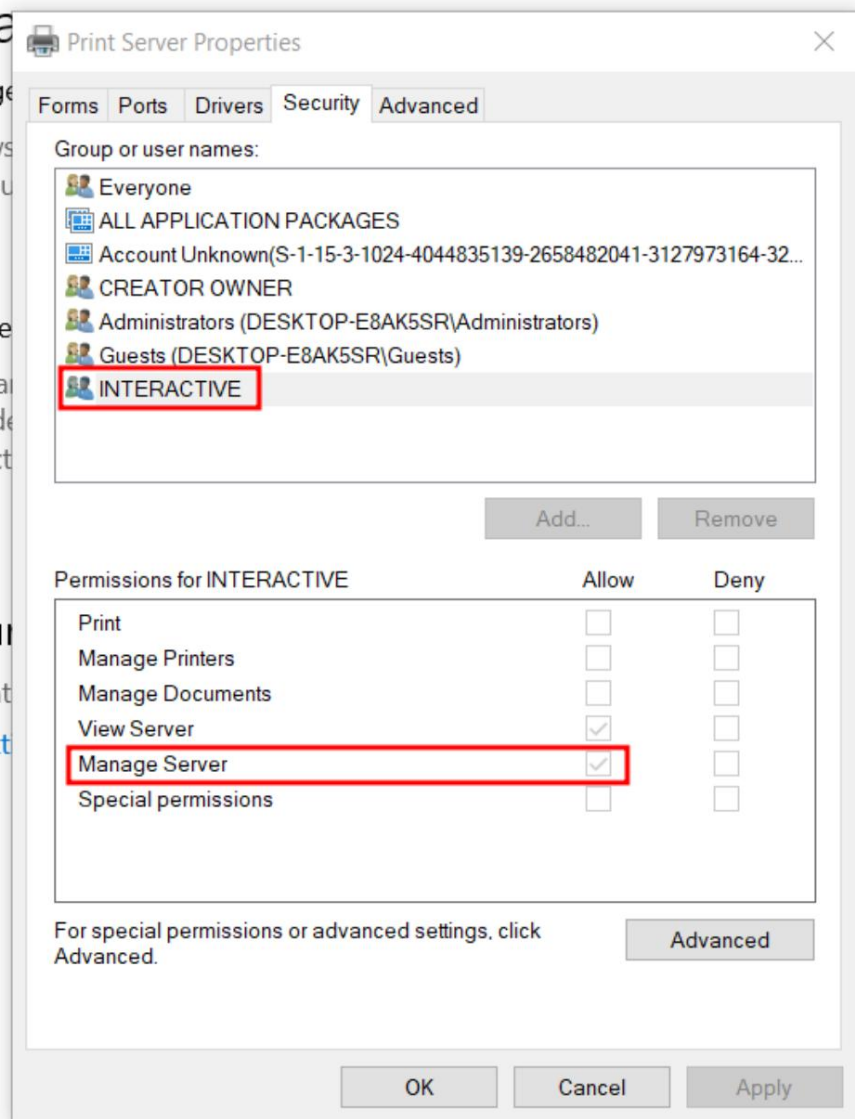 Print Server Properties
Forms Ports Drivers Security Advanced
Group or user names:
Everyone
ALL APPLICATION PACKAGES
Account Unknown(S-1-15-3-1024-4044835139-2658482041-3127973164-32...
CREATOR OWNER
Administrators (DESKTOP-E8AK5SR\Administrators)
Guests (DESKTOP-E8AK5SR\Guests)
INTERACTIVE
Add... Remove
Permissions for INTERACTIVE Allow Deny
Print
Manage Printers
Manage Documents
View Server
Manage Server
Special permissions
For special permissions or advanced settings, click
Advanced.
Advanced
OK Cancel Apply